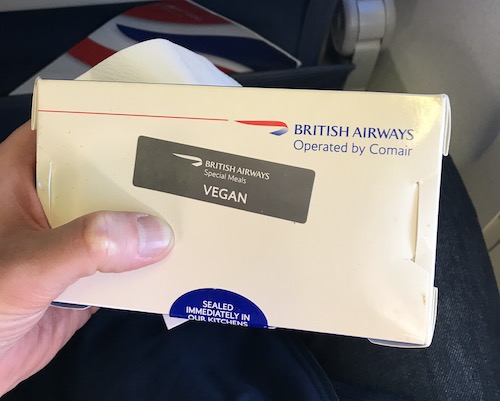 BRITISH AIRWAYS
Operated by Comair
BRITISH AIRWAYS
Special Meals
VEGAN
SEALED
IMMEDIATELY IN
OUR KITCHENS